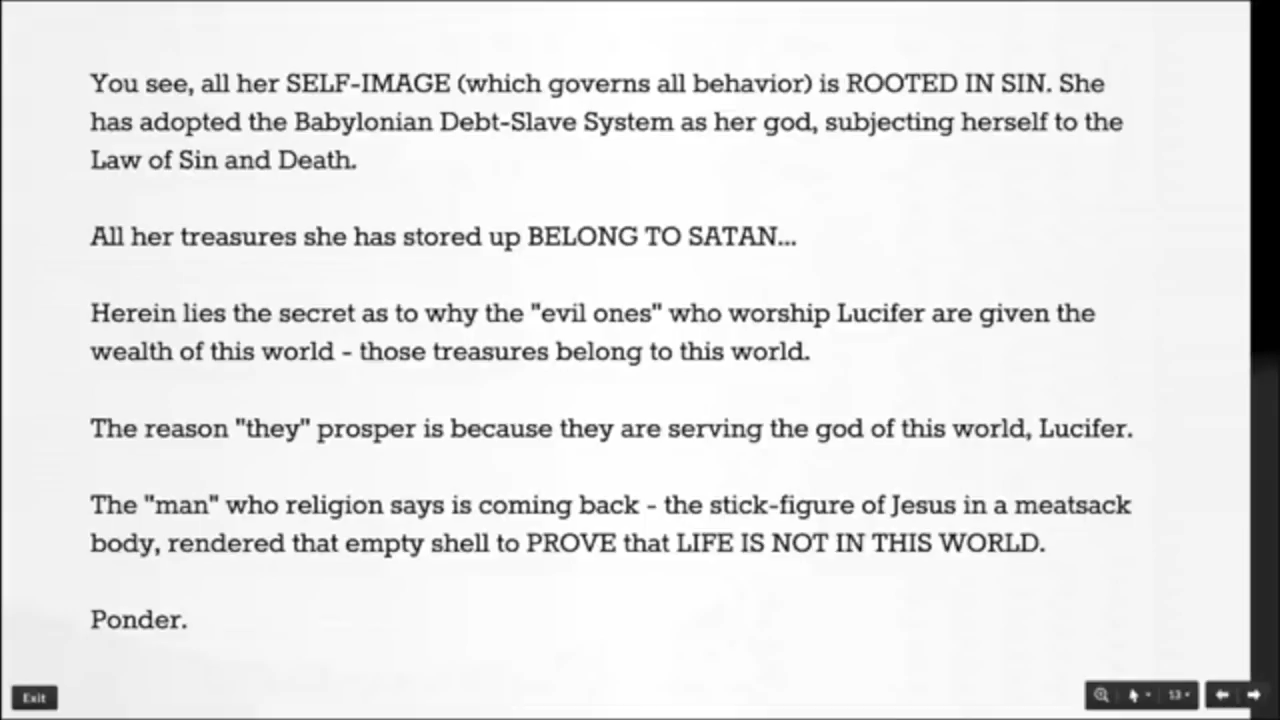 You see, all her SELF-IMAGE (which governs all behavior) is ROOTED IN SIN. She
has adopted the Babylonian Debt-Slave System as her god, subjecting herself to the
Law of Sin and Death.
All her treasures she has stored up BELONG TO SATAN...
Herein lies the secret as to why the "evil ones" who worship Lucifer are given the
wealth of this world - those treasures belong to this world.
The reason "they" prosper is because they are serving the god of this world, Lucifer.
The "man" who religion says is coming back - the stick-figure of Jesus in a meatsack
body, rendered that empty shell to PROVE that LIFE IS NOT IN THIS WORLD.
Ponder.
Exit
13